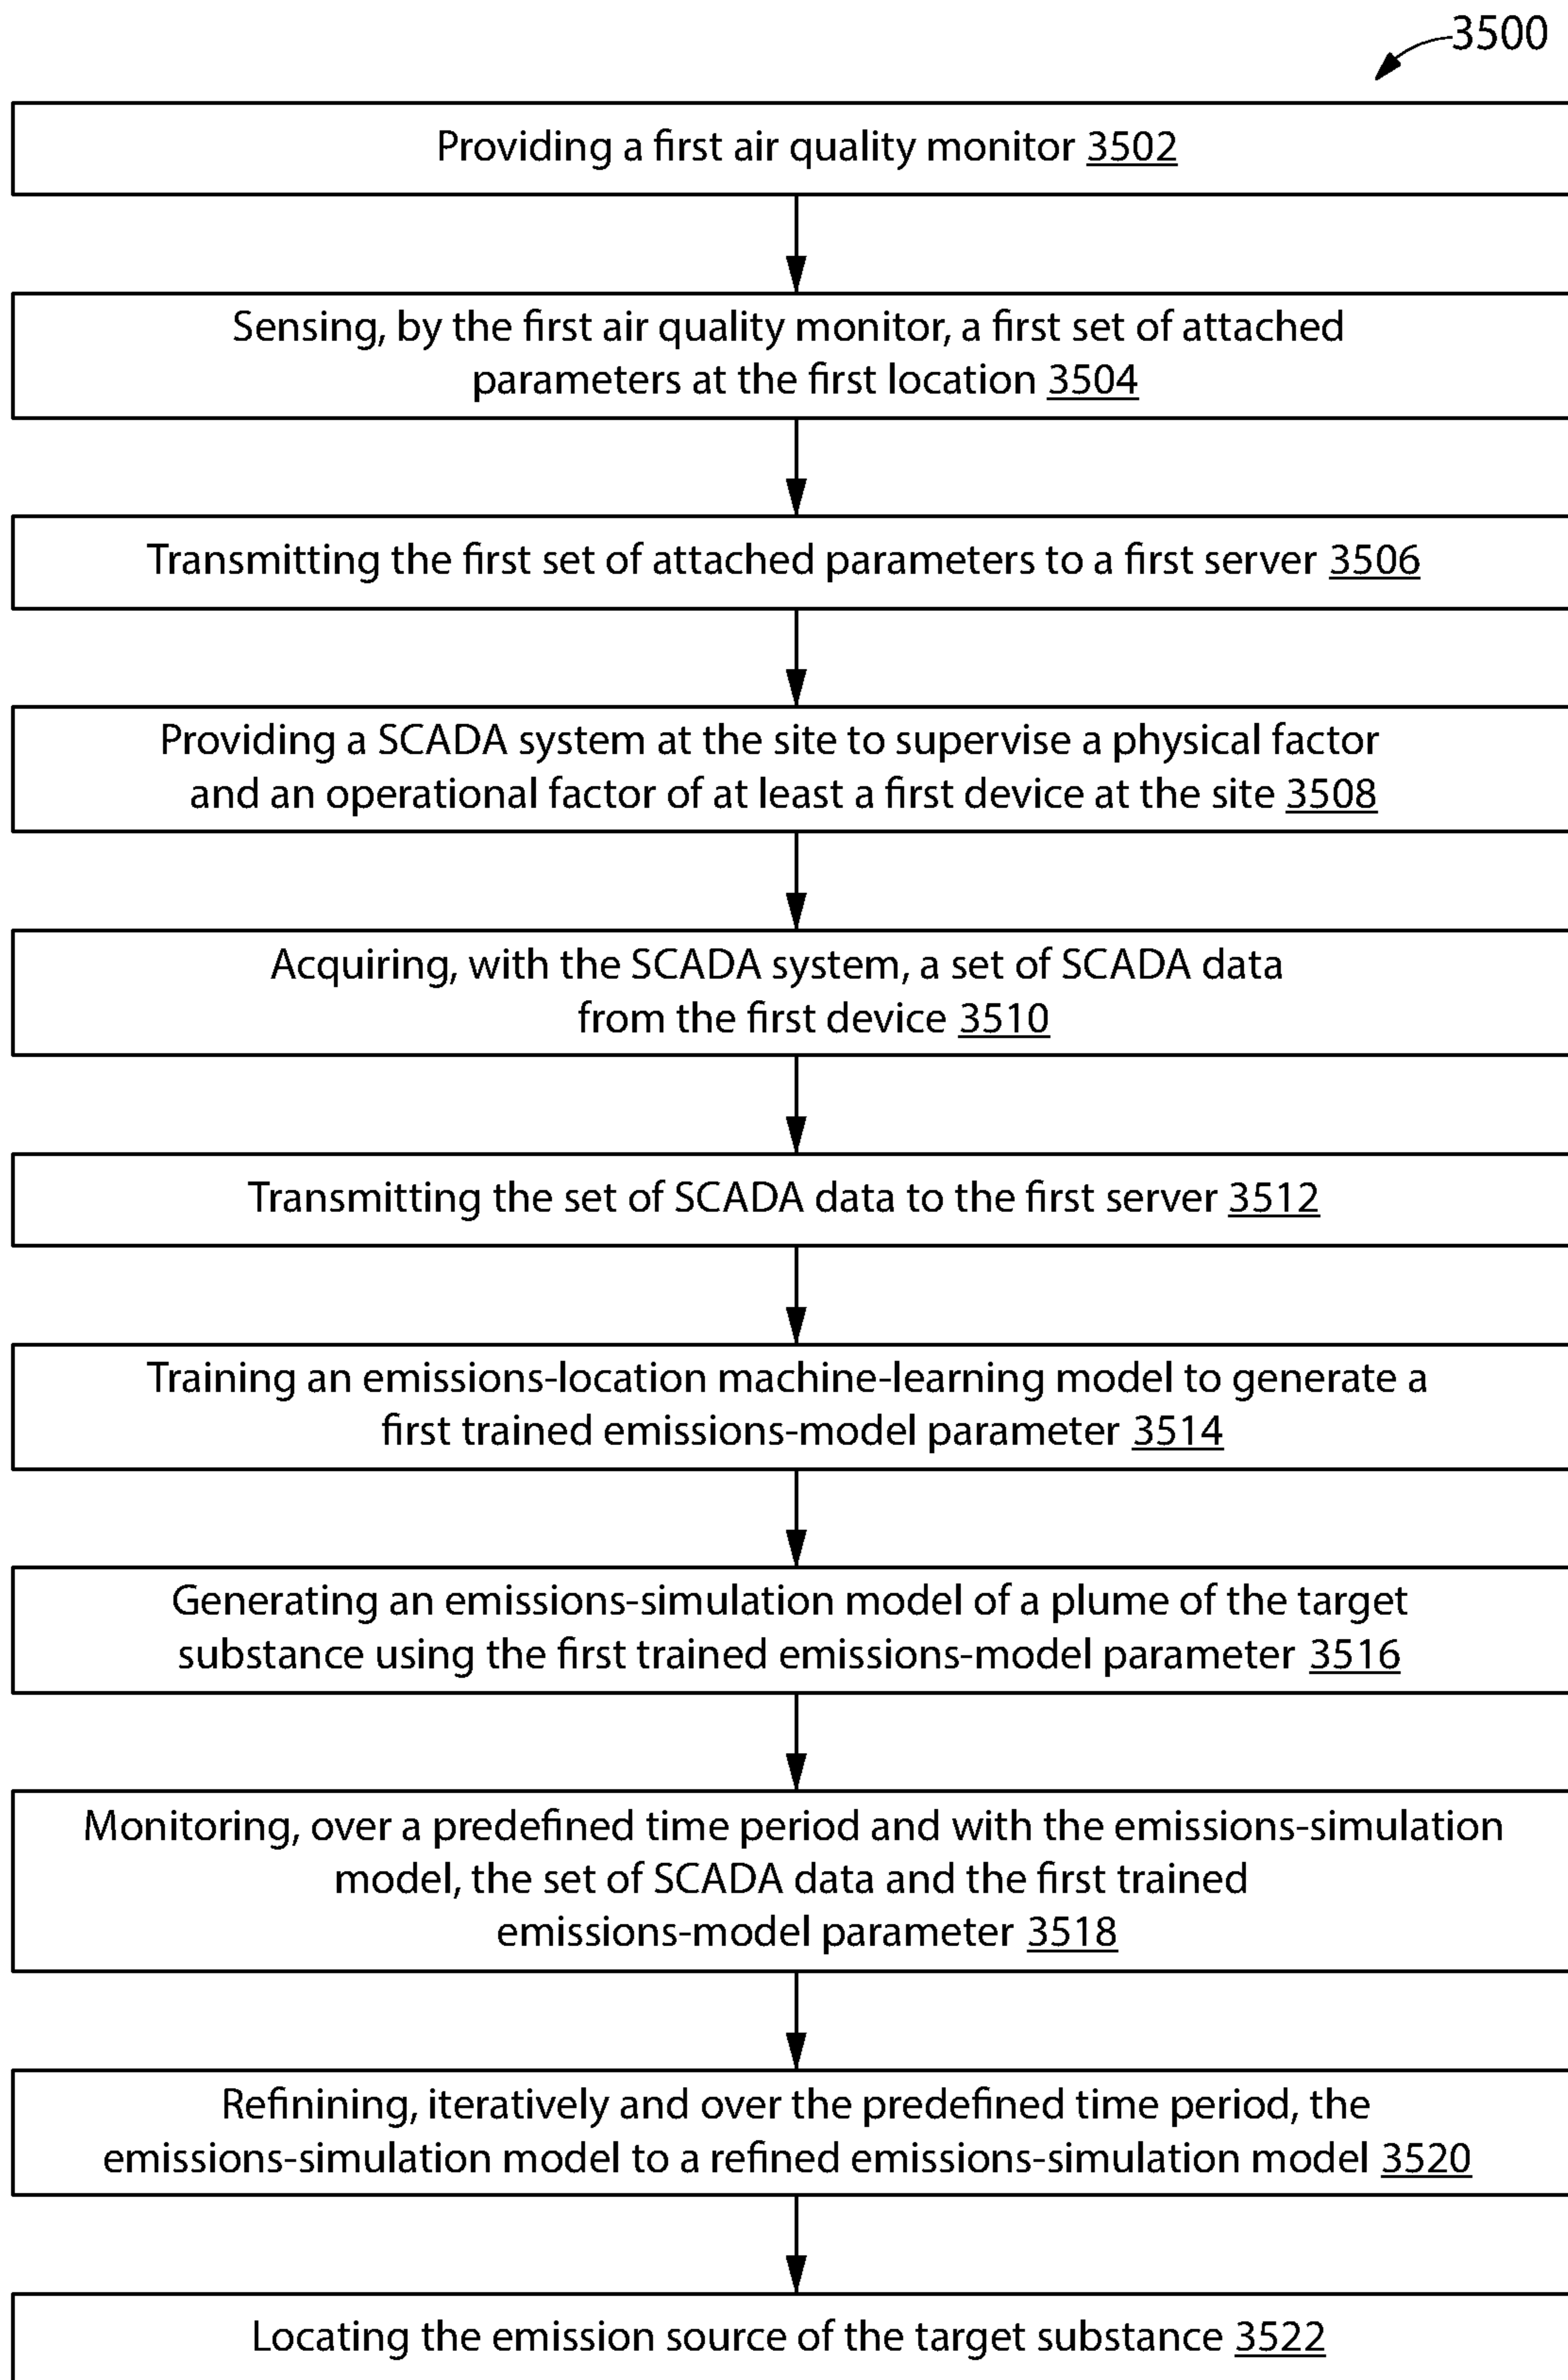 3500
Providing a first air quality monitor 3502
Sensing, by the first air quality monitor, a first set of attached
parameters at the first location 3504
Transmitting the first set of attached parameters to a first server 3506
Providing a SCADA system at the site to supervise a physical factor
and an operational factor of at least a first device at the site 3508
Acquiring, with the SCADA system, a set of SCADA data
from the first device 3510
Transmitting the set of SCADA data to the first server 3512
Training an emissions-location machine-learning model to generate a
first trained emissions-model parameter 3514
Generating an emissions-simulation model of a plume of the target
substance using the first trained emissions-model parameter 3516
Monitoring, over a predefined time period and with the emissions-simulation
model, the set of SCADA data and the first trained
emissions-model parameter 3518
Refinining, iteratively and over the predefined time period, the
emissions-simulation model to a refined emissions-simulation model 3520
Locating the emission source of the target substance 3522